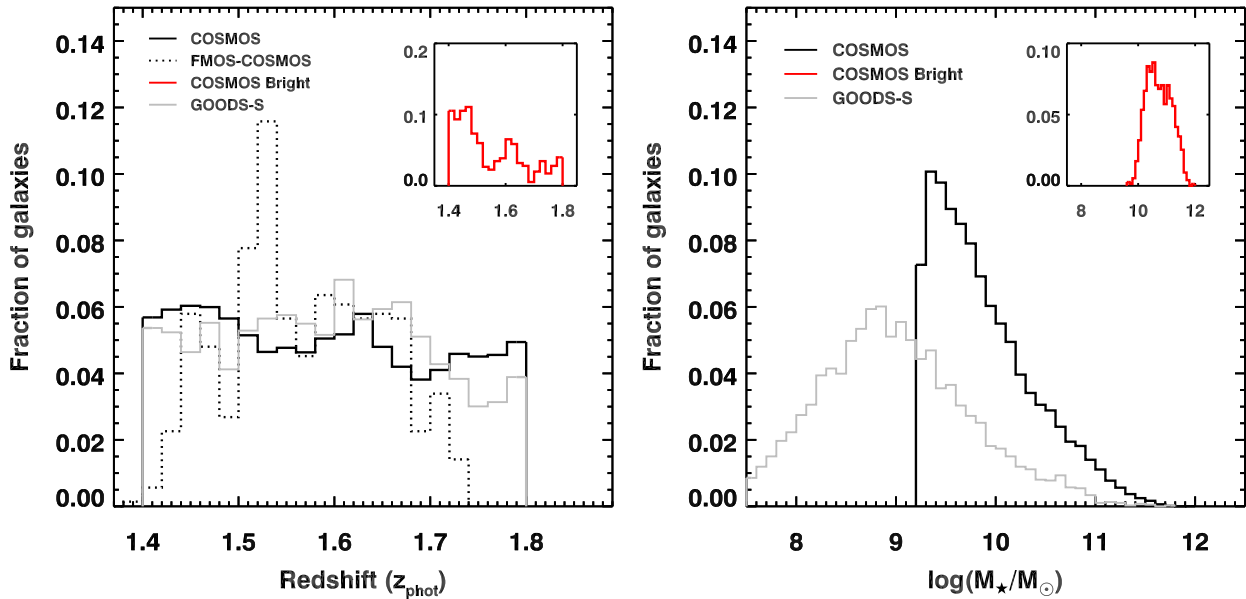 COSMOS
FMOS-COSMOS
COSMOS Bright
GOODS-S
0.14
0.12
0.10
0.08
0.06
0.04
0.02
0.00
Fraction of galaxies
1.4 1.5 1.6 1.7 1.8
Redshift (z_phot)
0.2
0.1
0.0
1.4 1.6 1.8
COSMOS
COSMOS Bright
GOODS-S
0.14
0.12
0.10
0.08
0.06
0.04
0.02
0.00
Fraction of galaxies
8 9 10 11 12
log(M★/M☉)
0.10
0.05
0.00
8 10 12